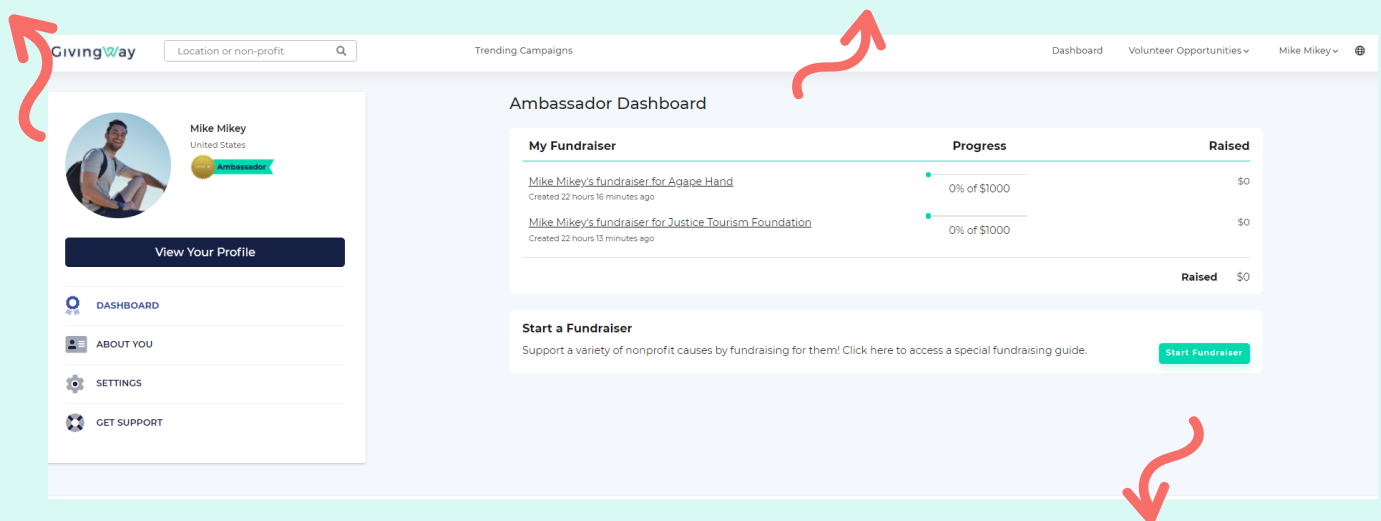 GivingWay
Location or non-profit
Trending Campaigns
Dashboard
Volunteer Opportunities
Mike Mikey
Mike Mikey
United States
Ambassador
View Your Profile
DASHBOARD
ABOUT YOU
SETTINGS
GET SUPPORT
Ambassador Dashboard
My Fundraiser Progress Raised
Mike Mikey's fundraiser for Agape Hand
Created 22 hours 16 minutes ago
0% of $1000
$0
Mike Mikey's fundraiser for Justice Tourism Foundation
Created 22 hours 13 minutes ago
0% of $1000
$0
Raised $0
Start a Fundraiser
Support a variety of nonprofit causes by fundraising for them! Click here to access a special fundraising guide.
Start Fundraiser